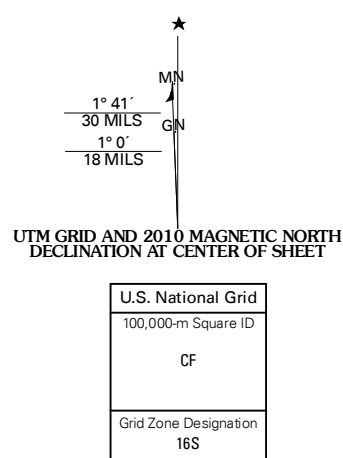 MN
1° 41´
30 MILS
GN
1° 0´
18 MILS
UTM GRID AND 2010 MAGNETIC NORTH
DECLINATION AT CENTER OF SHEET
U.S. National Grid
100,000-m Square ID
CF
Grid Zone Designation
16S